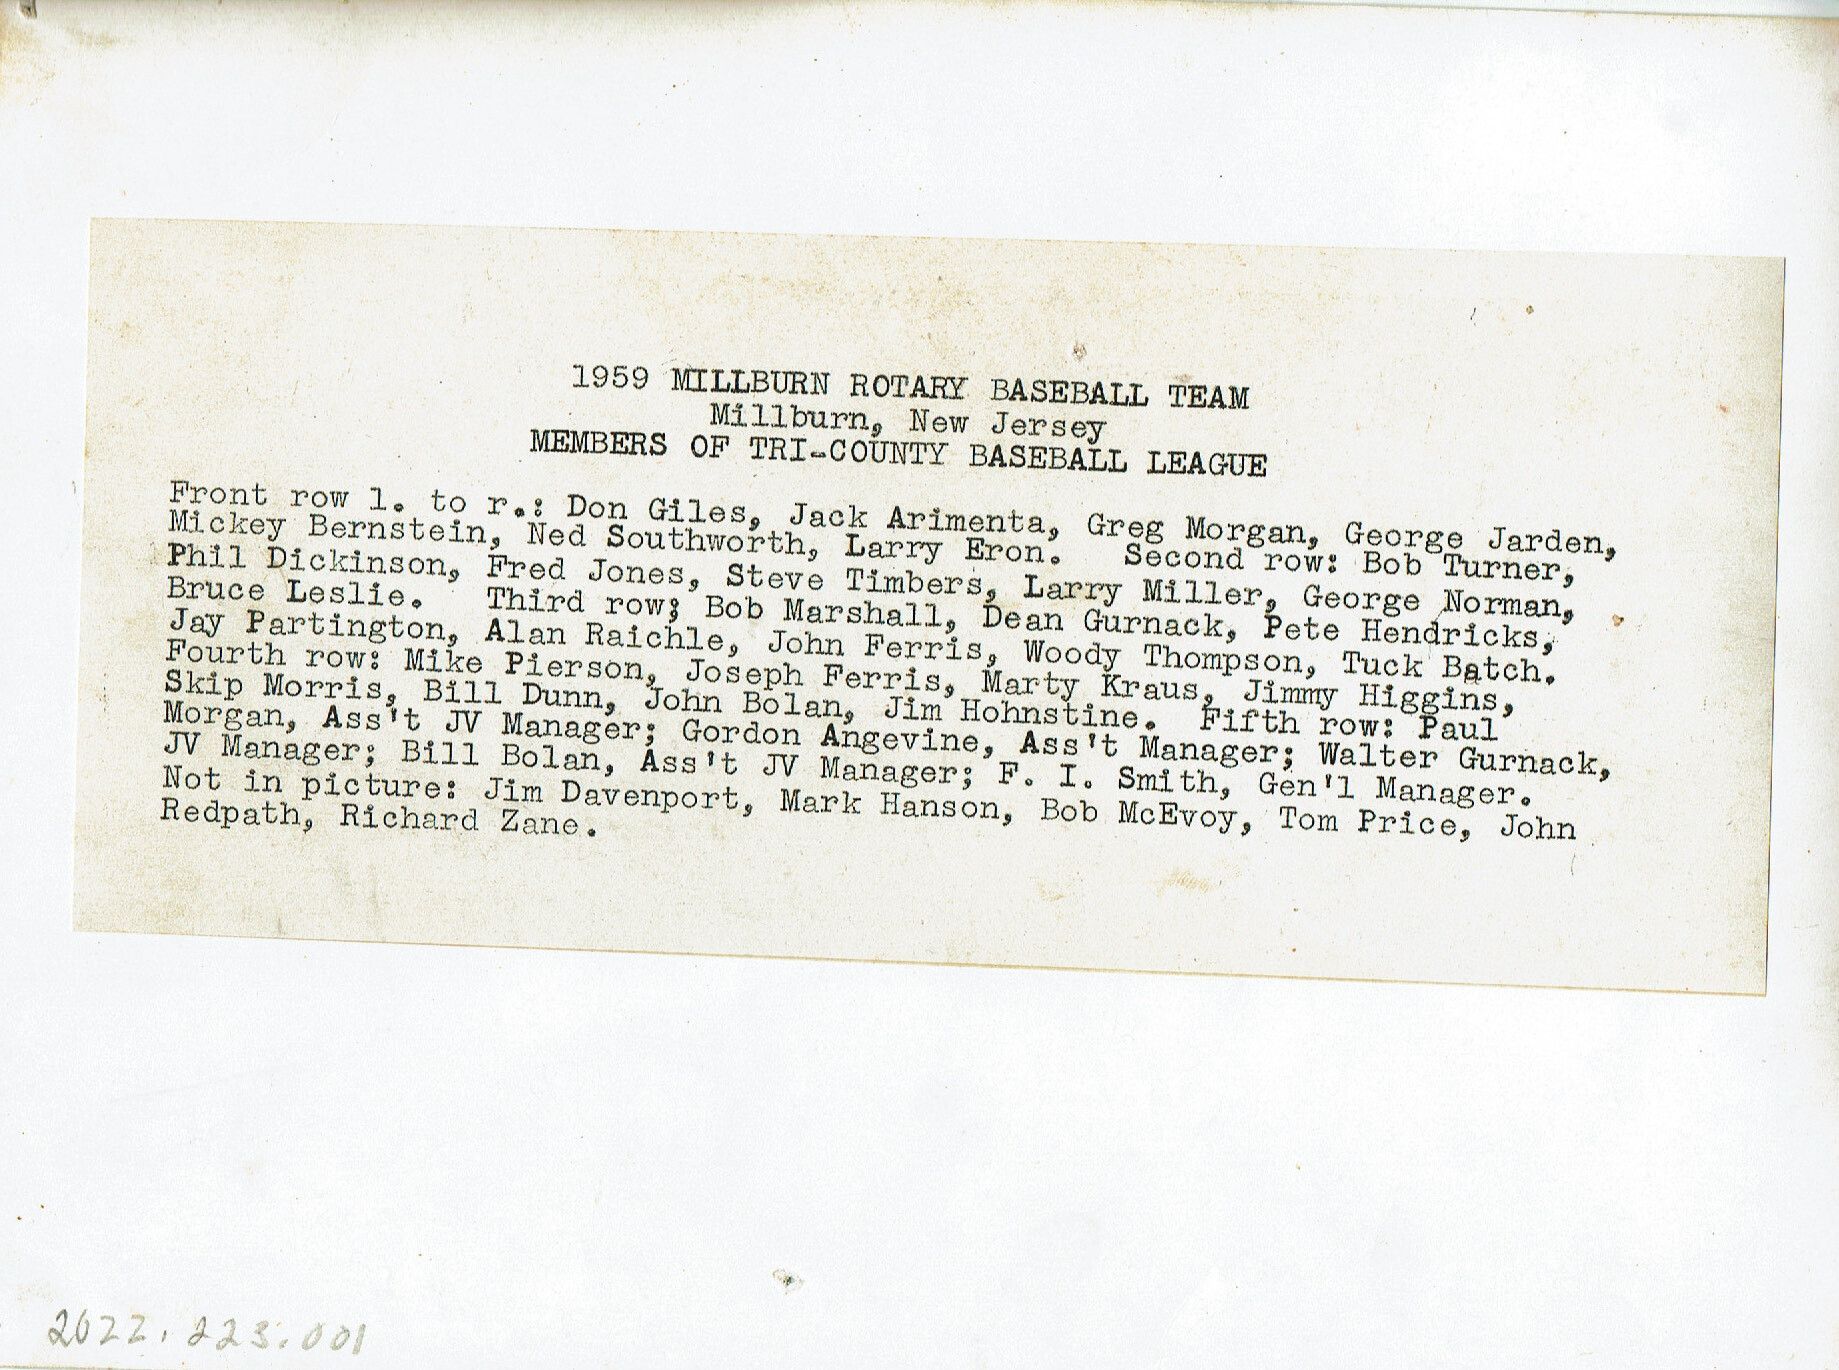 1959 MILLBURN ROTARY BASEBALL TEAM
Millburn, New Jersey
MEMBERS OF TRI-COUNTY BASEBALL LEAGUE
Front row l. to r.: Don Giles, Jack Arimenta, Greg Morgan, George Jarden,
Mickey Bernstein, Ned Southworth, Larry Eron. Second row: Bob Turner,
Phil Dickinson, Fred Jones, Steve Timbers, Larry Miller, George Norman,
Bruce Leslie. Third row; Bob Marshall, Dean Gurnack, Pete Hendricks,
Jay Partington, Alan Raichle, John Ferris, Woody Thompson, Tuck Batch.
Fourth row: Mike Pierson, Joseph Ferris, Marty Kraus, Jimmy Higgins,
Skip Morris, Bill Dunn, John Bolan, Jim Hohnstine. Fifth row: Paul
Morgan, Ass't JV Manager; Gordon Angevine, Ass't Manager; Walter Gurnack,
JV Manager; Bill Bolan, Ass't JV Manager; F. I. Smith, Gen'l Manager.
Not in picture: Jim Davenport, Mark Hanson, Bob McEvoy, Tom Price, John
Redpath, Richard Zane.
2022.223.001